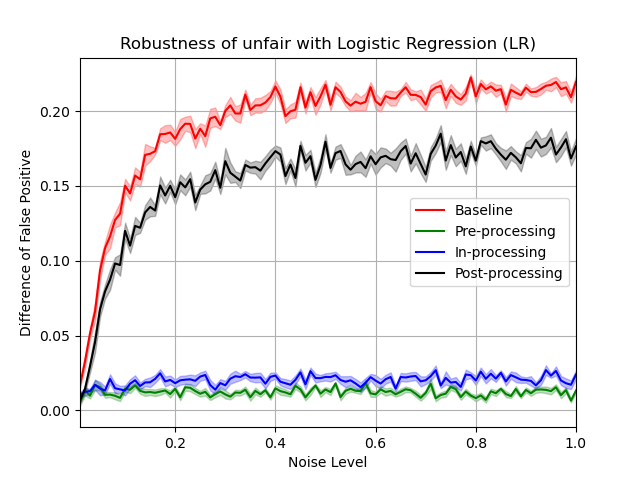 Robustness of unfair with Logistic Regression (LR)
Difference of False Positive
0.20
0.15
0.10
0.05
0.00
Baseline
Pre-processing
In-processing
Post-processing
0.2 0.4 0.6 0.8 1.0
Noise Level